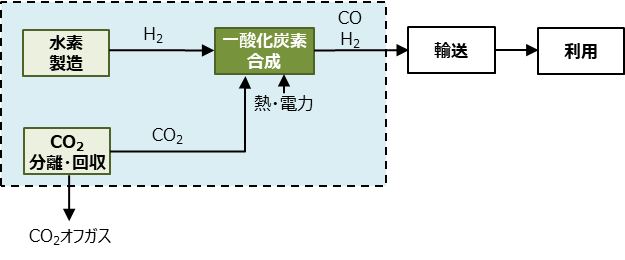 水素
製造
H₂
一酸化炭素
合成
CO
H₂
輸送
利用
熱・電力
CO₂
分離・回収
CO₂
CO₂オフガス